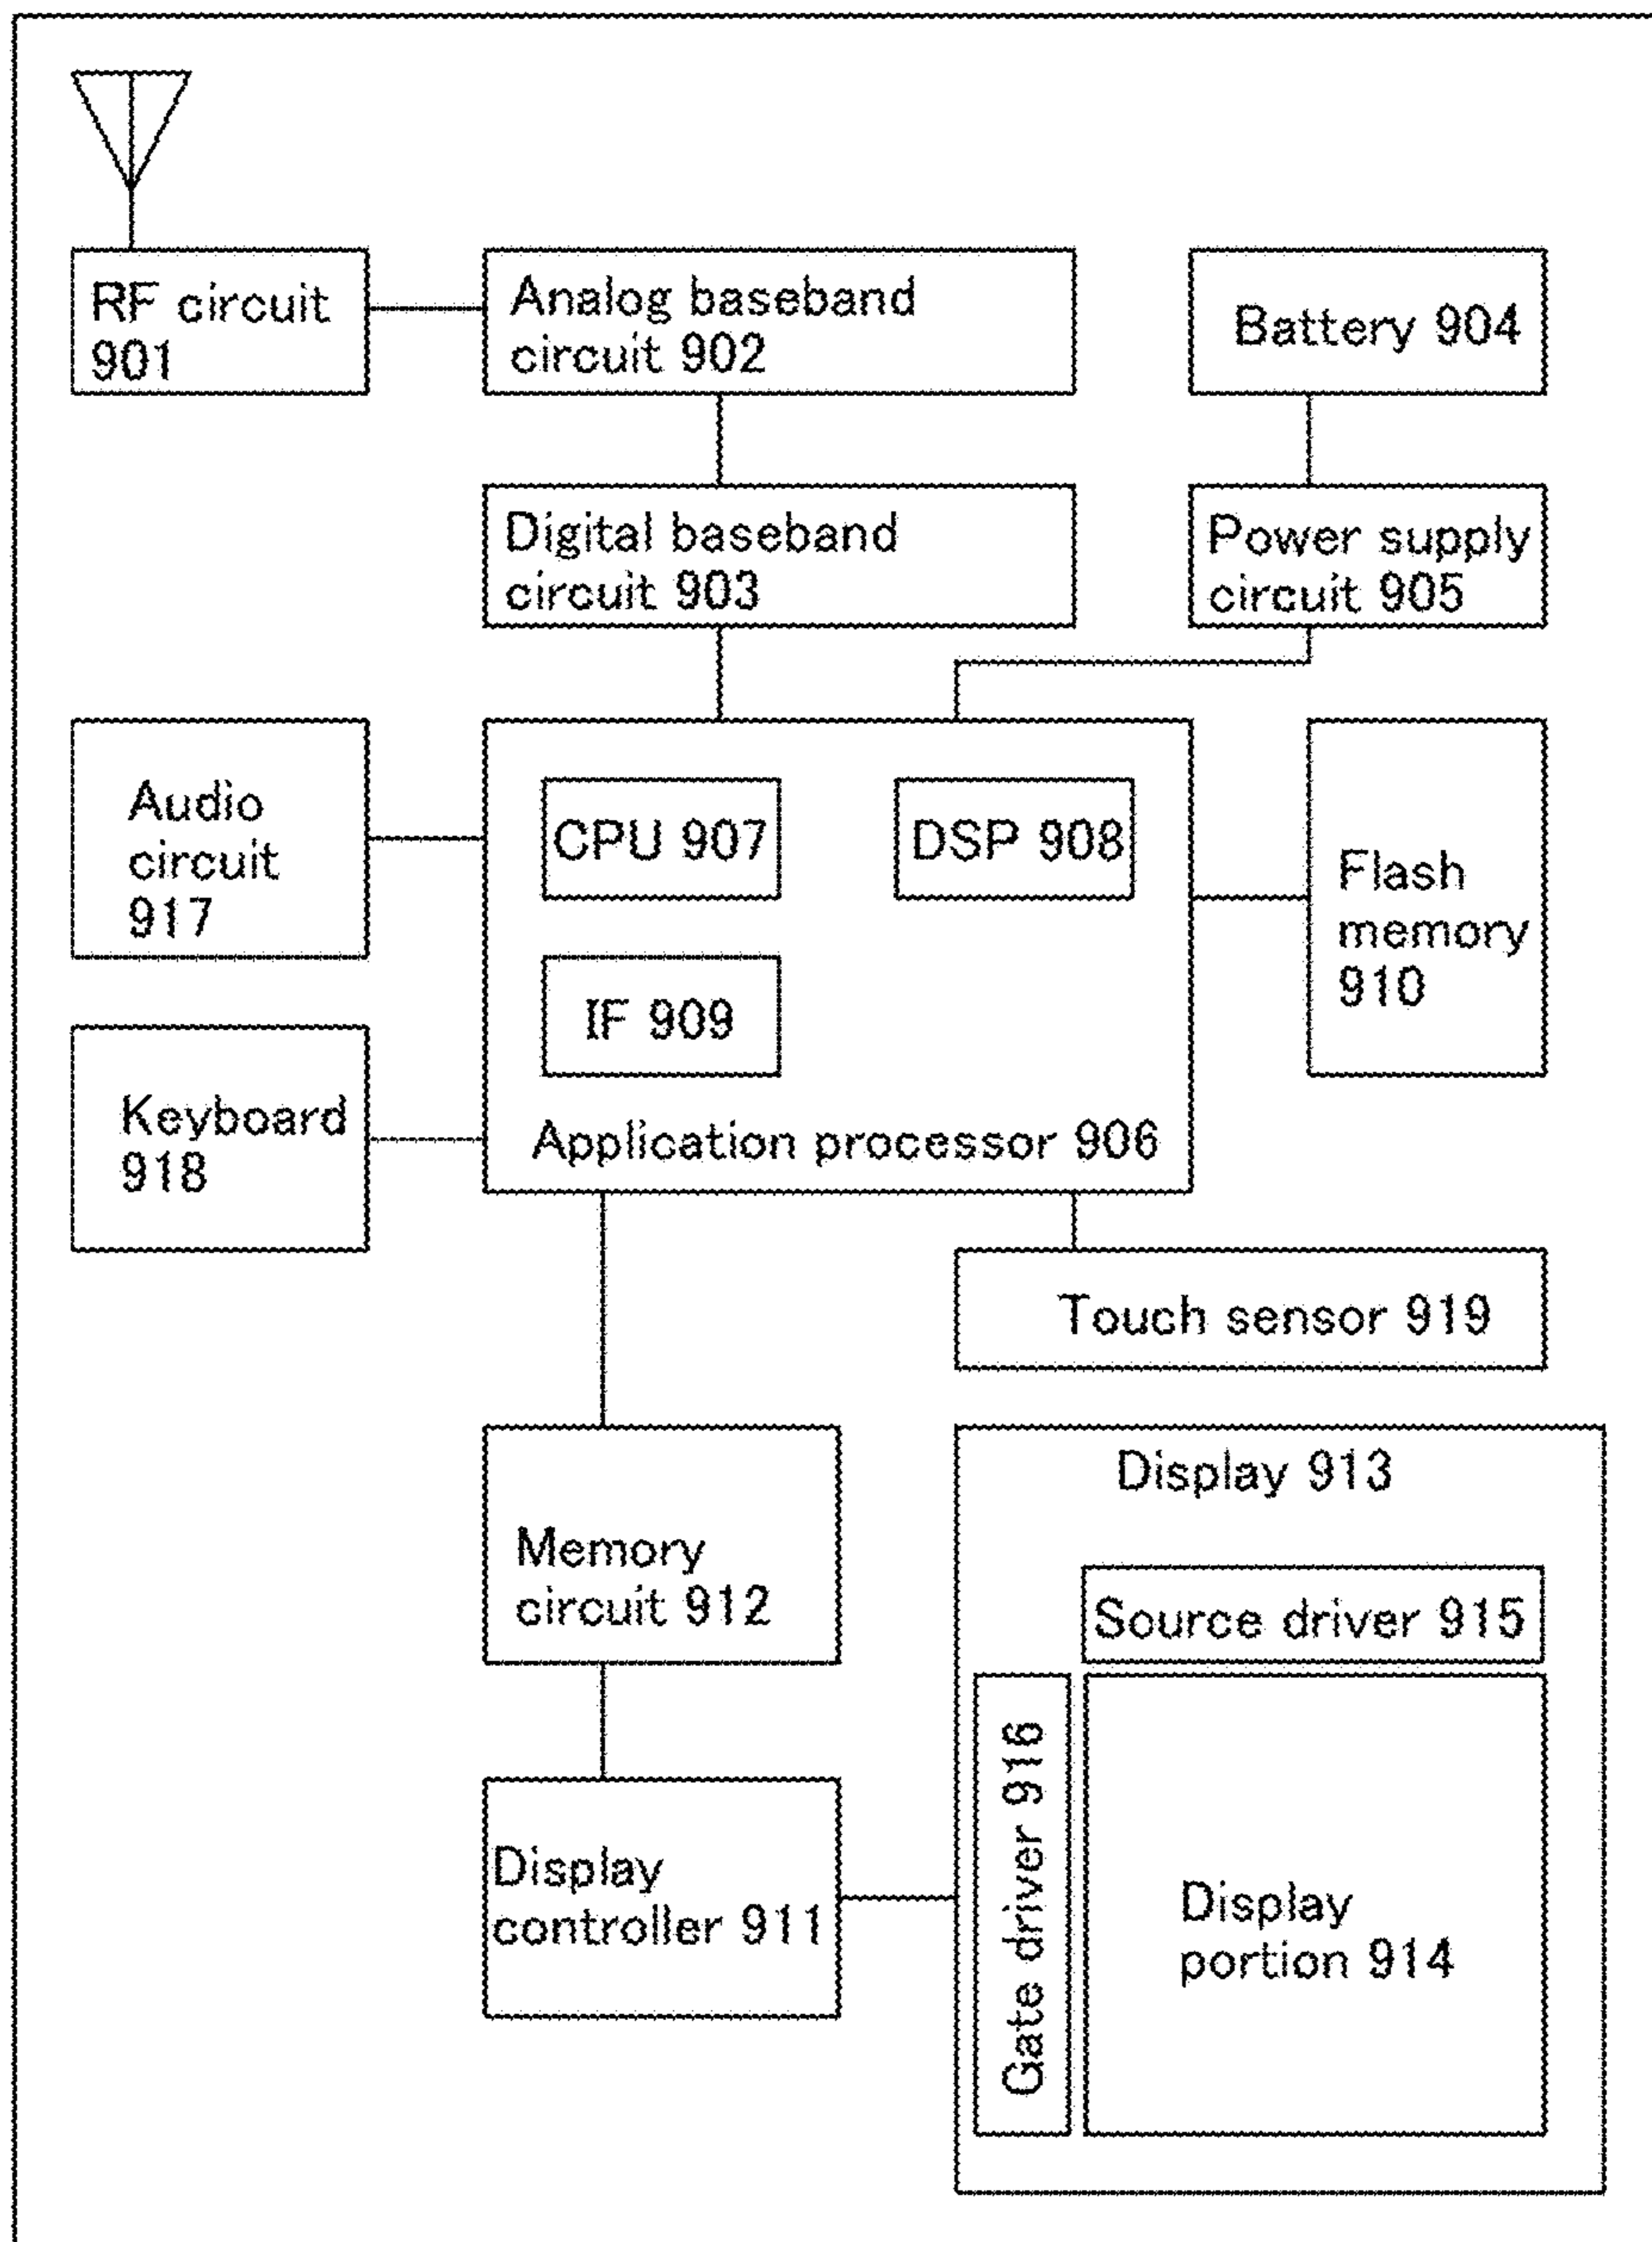 RF circuit
901
Analog baseband
circuit 902
Battery 904
Digital baseband
circuit 903
Power supply
circuit 905
Audio
circuit
917
CPU 907
DSP 908
Flash
memory
910
IF 909
Keyboard
918
Application processor 906
Touch sensor 919
Memory
circuit 912
Display 913
Source driver 915
Gate driver 916
Display
controller 911
Display
portion 914